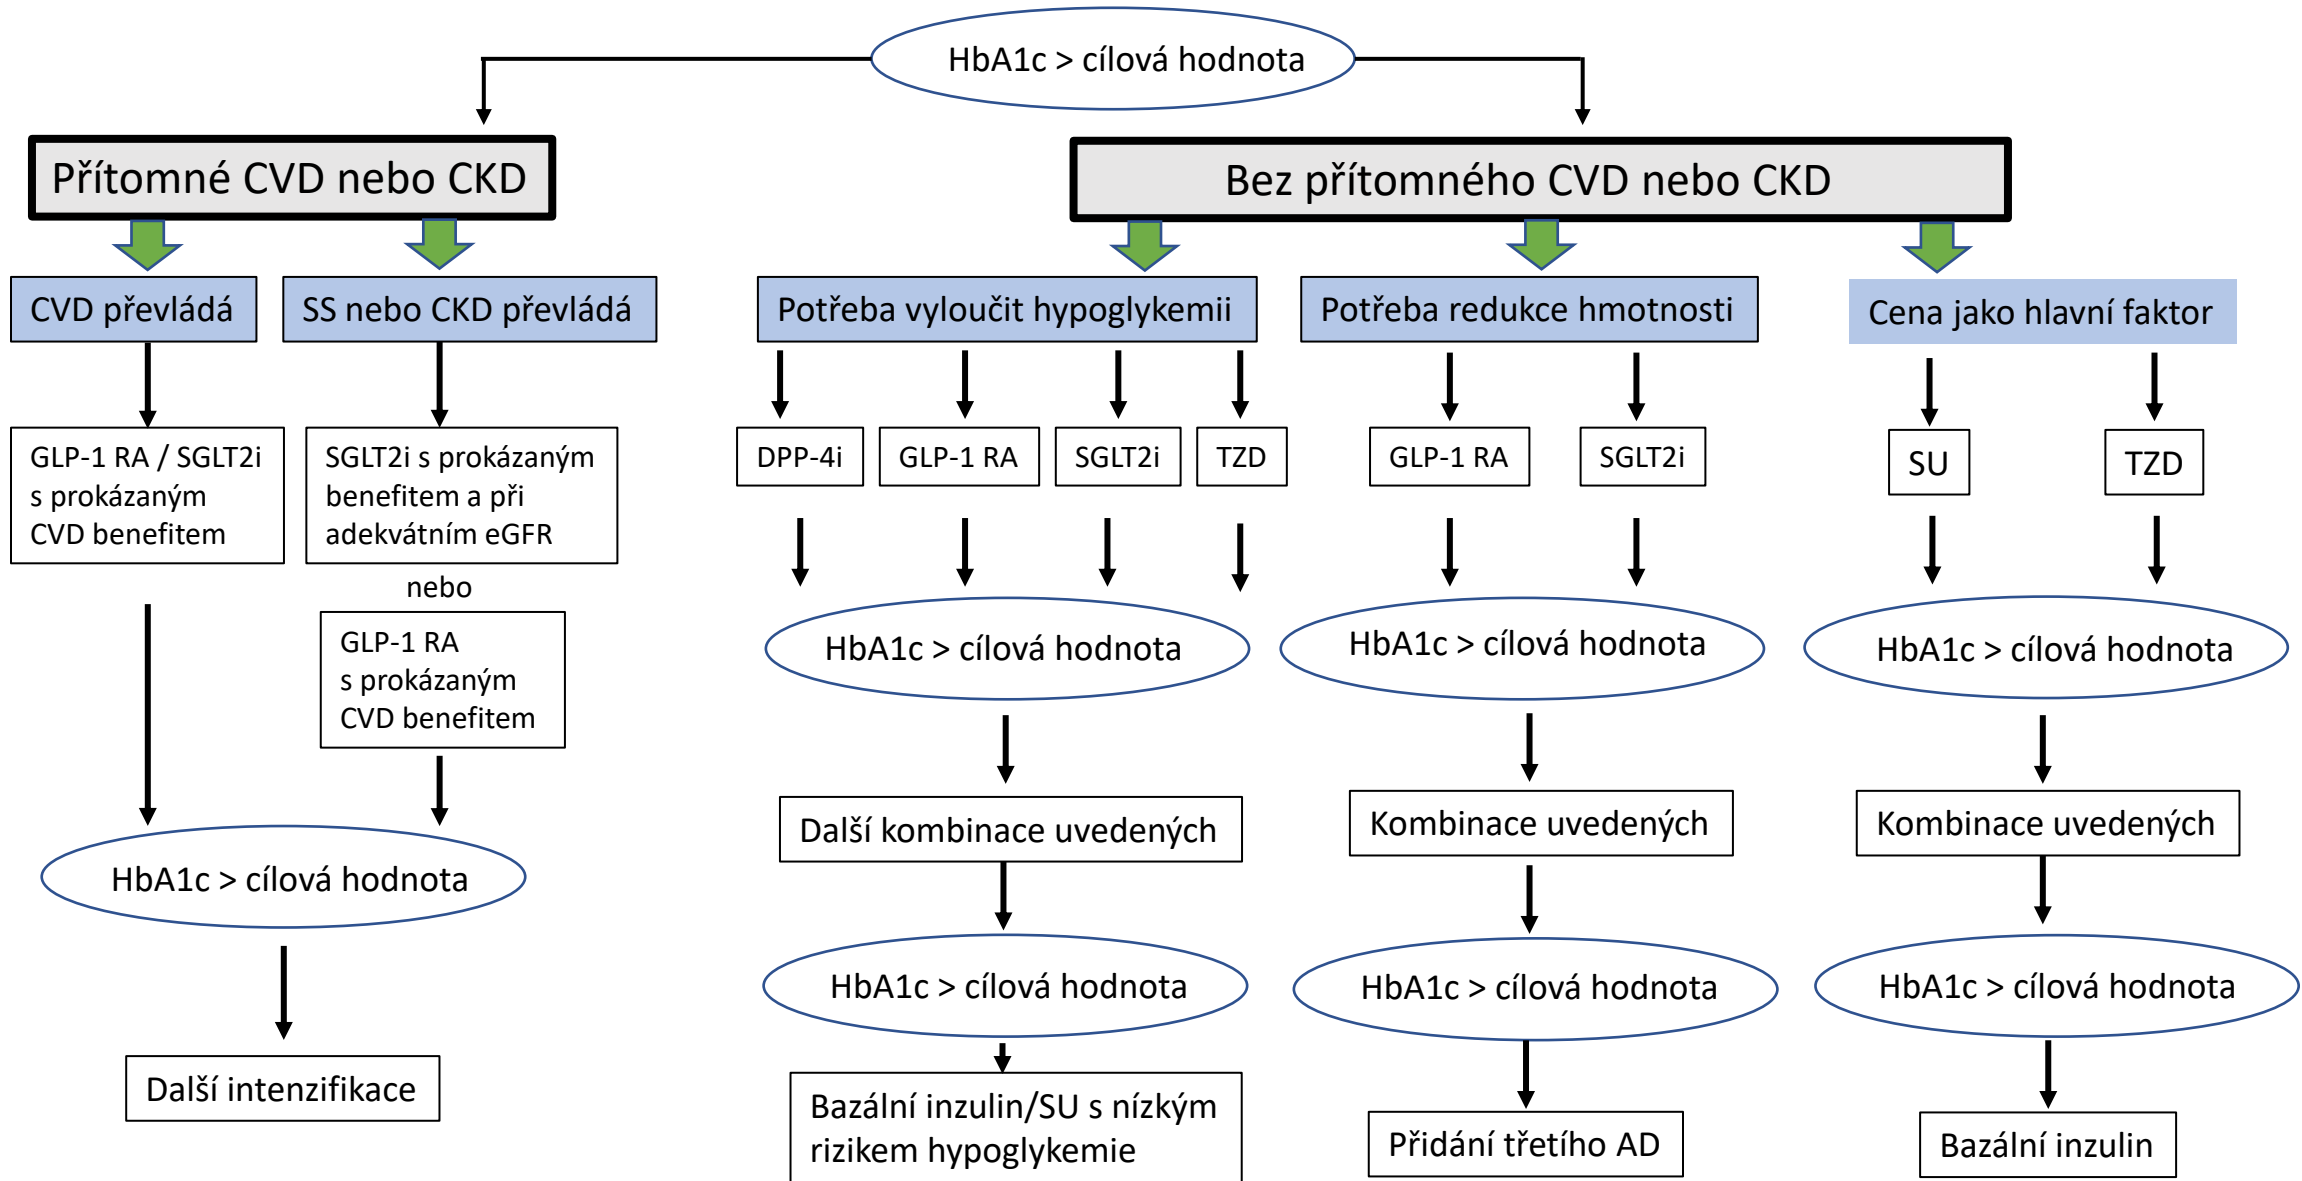 HbA1c > cílová hodnota
Přítomné CVD nebo CKD
Bez přítomného CVD nebo CKD
CVD převládá
SS nebo CKD převládá
Potřeba vyloučit hypoglykemii
Potřeba redukce hmotnosti
Cena jako hlavní faktor
GLP-1 RA / SGLT2i
s prokázaným
CVD benefitem
SGLT2i s prokázaným
benefitem a při
adekvátním eGFR
nebo
GLP-1 RA
s prokázaným
CVD benefitem
DPP-4i
GLP-1 RA
SGLT2i
TZD
GLP-1 RA
SGLT2i
SU
TZD
HbA1c > cílová hodnota
HbA1c > cílová hodnota
HbA1c > cílová hodnota
Další kombinace uvedených
Kombinace uvedených
Kombinace uvedených
HbA1c > cílová hodnota
HbA1c > cílová hodnota
HbA1c > cílová hodnota
HbA1c > cílová hodnota
Další intenzifikace
Bazální inzulin/SU s nízkým
rizikem hypoglykemie
Přidání třetího AD
Bazální inzulin